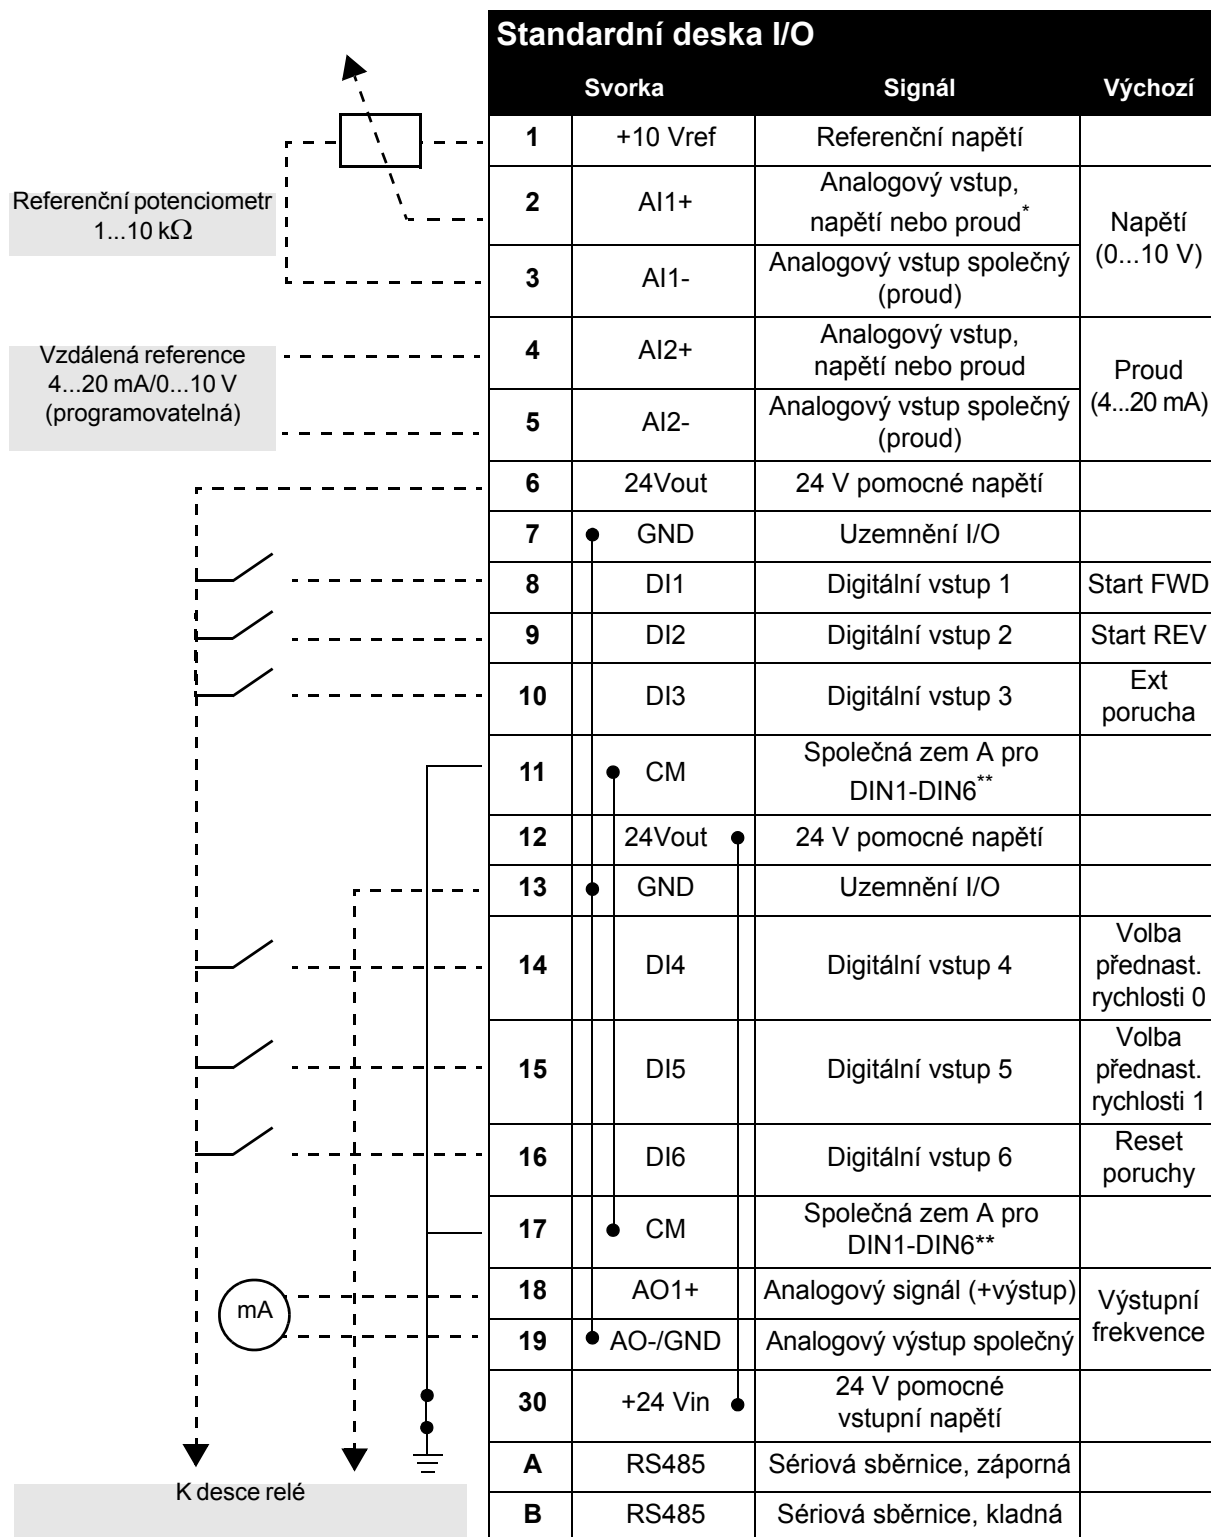 Standardní deska I/O
Svorka Signál Výchozí
1 +10 Vref Referenční napětí
Referenční potenciometr
1...10 kΩ
2 AI1+ Analogový vstup,
napětí nebo proud*
Napětí
(0...10 V)
3 AI1- Analogový vstup společný
(proud)
Vzdálená reference
4...20 mA/0...10 V
(programovatelná)
4 AI2+ Analogový vstup,
napětí nebo proud
Proud
(4...20 mA)
5 AI2- Analogový vstup společný
(proud)
6 24Vout 24 V pomocné napětí
7 GND Uzemnění I/O
8 DI1 Digitální vstup 1 Start FWD
9 DI2 Digitální vstup 2 Start REV
10 DI3 Digitální vstup 3 Ext
porucha
11 CM Společná zem A pro
DIN1-DIN6**
12 24Vout 24 V pomocné napětí
13 GND Uzemnění I/O
14 DI4 Digitální vstup 4 Volba
přednast.
rychlosti 0
15 DI5 Digitální vstup 5 Volba
přednast.
rychlosti 1
16 DI6 Digitální vstup 6 Reset
poruchy
17 CM Společná zem A pro
DIN1-DIN6**
mA
18 AO1+ Analogový signál (+výstup)
Výstupní
frekvence
19 AO-/GND Analogový výstup společný
30 +24 Vin 24 V pomocné
vstupní napětí
A RS485 Sériová sběrnice, záporná
K desce relé
B RS485 Sériová sběrnice, kladná